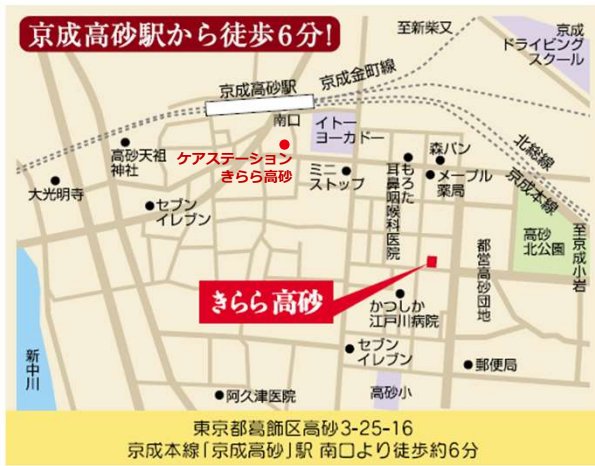 京成高砂駅から徒歩6分!
至新柴又
京成
ドライビング
スクール
京成高砂駅
京成金町線
南口
イトー
ヨーカドー
北総線
京成本線
高砂天祖
神社
ケアステーション
きらら高砂
ミニ
ストップ
もろた
耳鼻咽喉科医院
森パン
メープル
薬局
大光明寺
セブン
イレブン
高砂
北公園
至京成小岩
都営高砂団地
きらら高砂
かつしか
江戸川病院
新中川
セブン
イレブン
郵便局
阿久津医院
高砂小
東京都葛飾区高砂3-25-16
京成本線「京成高砂」駅 南口より徒歩約6分